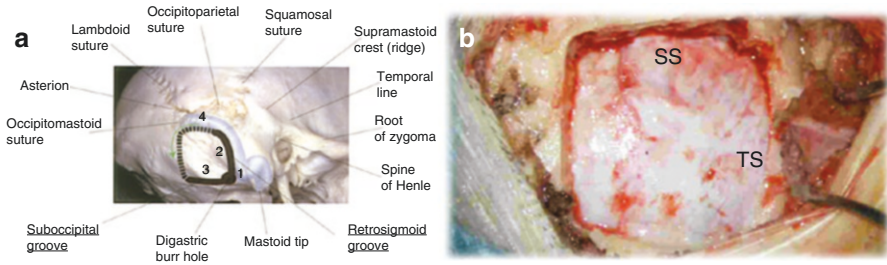 a
Lambdoid
suture
Occipitoparietal
suture
Squamosal
suture
Supramastoid
crest (ridge)
Asterion
Temporal
line
Occipitomastoid
suture
Root
of zygoma
Spine
of Henle
Suboccipital
groove
Digastric
burr hole
Mastoid tip
Retrosigmoid
groove
4
2
3
1
b
SS
TS